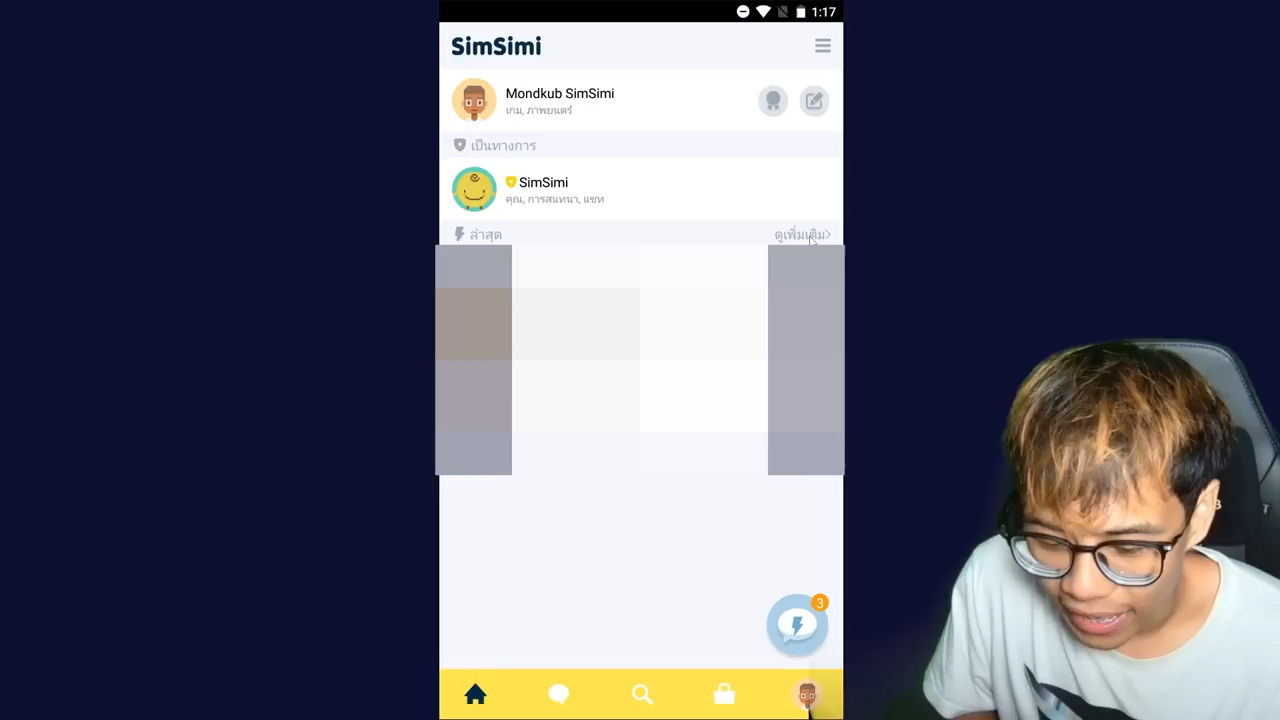 1:17
SimSimi
Mondkub SimSimi
เกม, ภาพยนตร์
เป็นทางการ
SimSimi
คุณ, การสนทนา, แชท
ล่าสุด
ดูเพิ่มเติม>
3